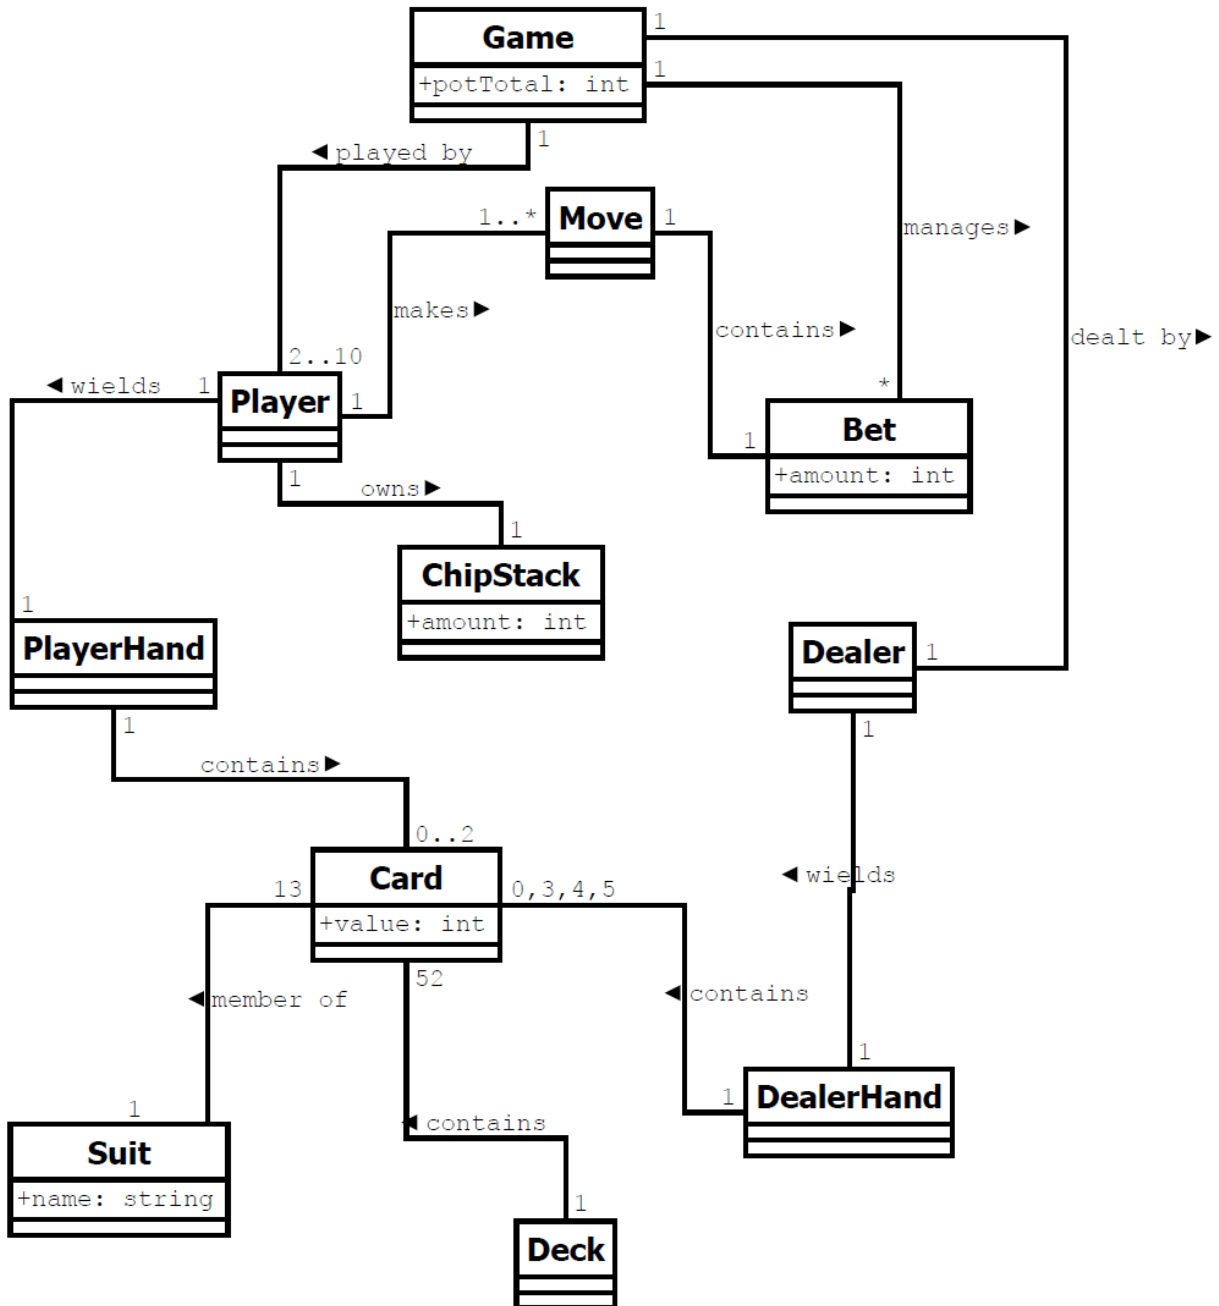 Game
1
+potTotal: int
1
1
◄ played by
Move
1..*
1
manages►
makes►
contains►
dealt by►
2..10
◄ wields
1
Player
1
*
Bet
1
+amount: int
1
owns►
1
ChipStack
+amount: int
1
PlayerHand
Dealer
1
1
1
contains►
0..2
Card
13
0,3,4,5
+value: int
◄ wields
52
◄member of
◄contains
1
1
DealerHand
1
◄contains
Suit
+name: string
1
Deck